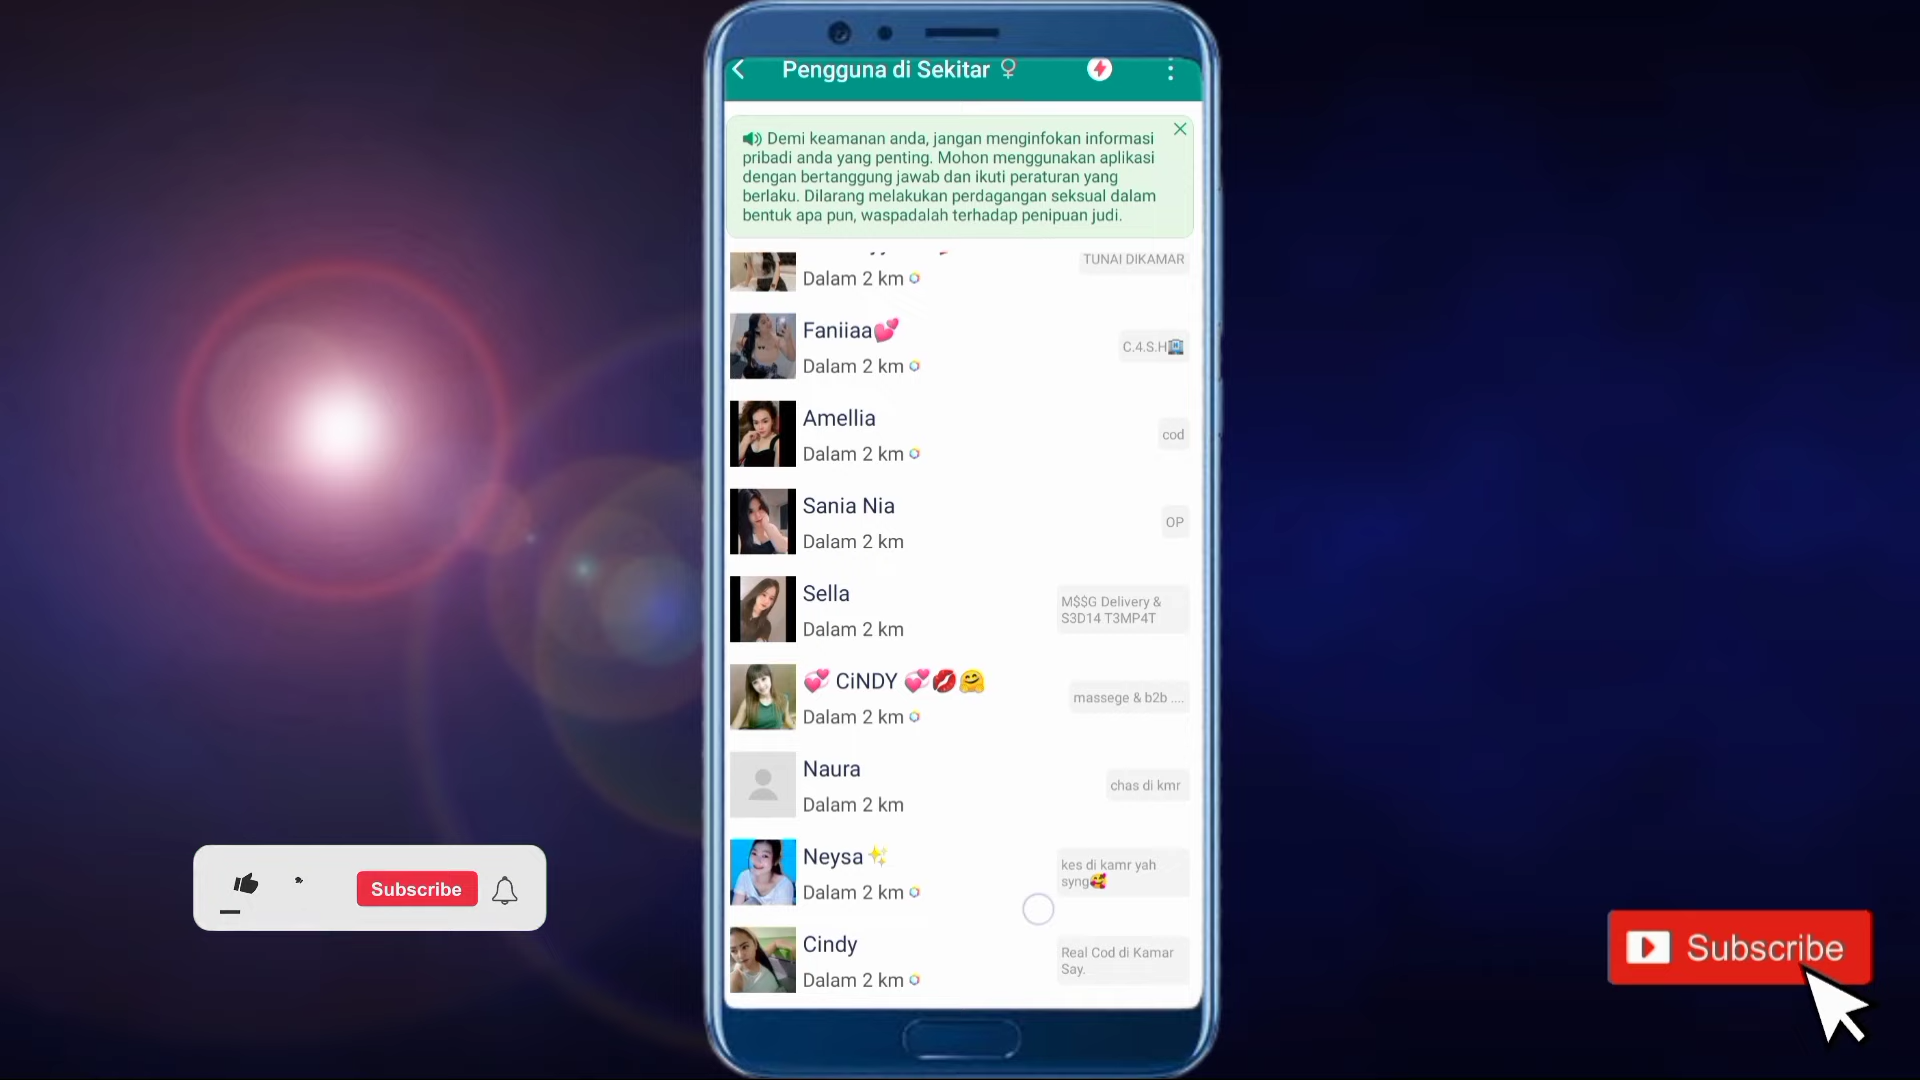 Pengguna di Sekitar
Demi keamanan anda, jangan menginfokan informasi
pribadi anda yang penting. Mohon menggunakan aplikasi
dengan bertanggung jawab dan ikuti peraturan yang
berlaku. Dilarang melakukan perdagangan seksual dalam
bentuk apa pun, waspadalah terhadap penipuan judi.
TUNAI DIKAMAR
Dalam 2 km
Faniiaa💕
C.4.S.H🏨
Dalam 2 km
Amellia
cod
Dalam 2 km
Sania Nia
OP
Dalam 2 km
Sella
M$$G Delivery &
S3D14 T3MP4T
Dalam 2 km
💞 CiNDY 💞💋🤗
massege & b2b ....
Dalam 2 km
Naura
chas di kmr
Dalam 2 km
Neysa✨
kes di kamr yah
syng🥰
Dalam 2 km
Cindy
Real Cod di Kamar
Say.
Dalam 2 km
Subscribe
Subscribe